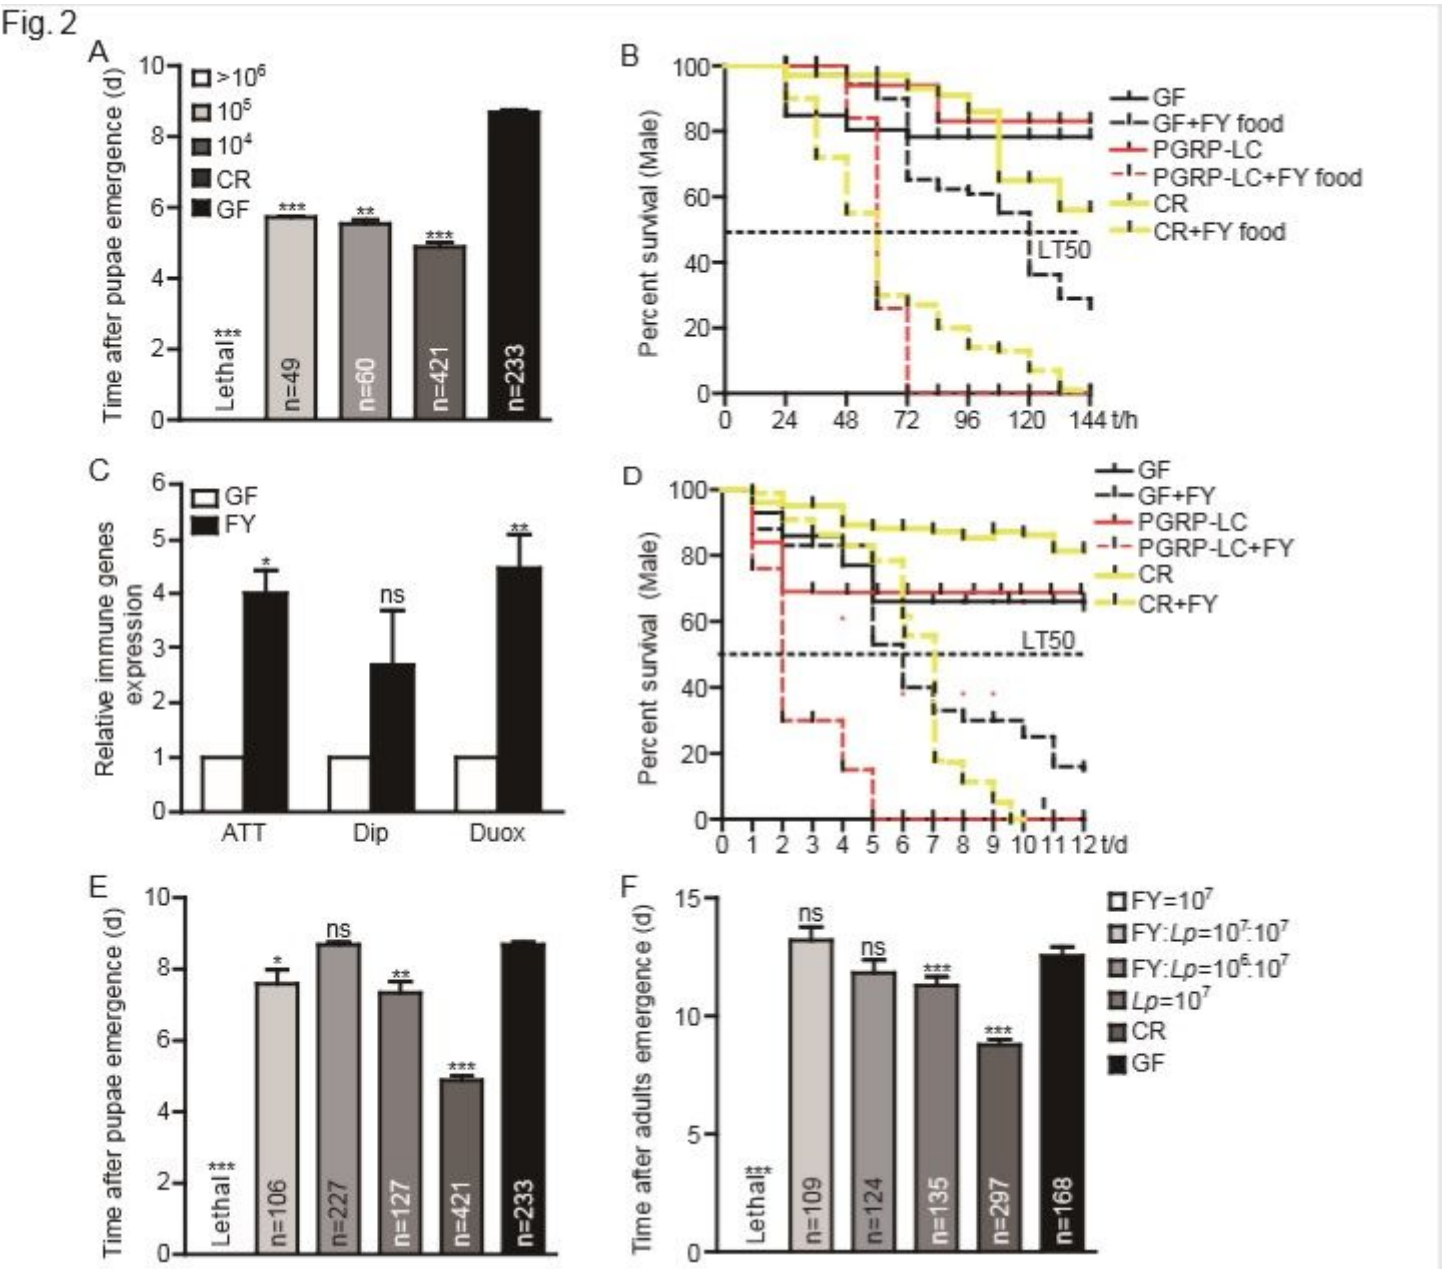 Fig. 2
A
Time after pupae emergence (d)
10
8
6
4
2
0
>10⁶
10⁵
10⁴
CR
GF
Lethal
***
***
**
***
n=49
n=60
n=421
n=233
B
Percent survival (Male)
100
80
60
40
20
0
0 24 48 72 96 120 144 t/h
LT50
GF
GF+FY food
PGRP-LC
PGRP-LC+FY food
CR
CR+FY food
C
Relative immune genes
expression
6
5
4
3
2
1
0
GF
FY
*
ns
**
ATT Dip Duox
D
Percent survival (Male)
100
80
60
40
20
0
0 1 2 3 4 5 6 7 8 9 10 11 12 t/d
LT50
GF
GF+FY
PGRP-LC
PGRP-LC+FY
CR
CR+FY
E
Time after pupae emergence (d)
10
8
6
4
2
0
***
*
ns
**
***
Lethal
n=106
n=227
n=127
n=421
n=233
F
Time after adults emergence (d)
15
10
5
0
***
ns
ns
***
***
Lethal
n=109
n=124
n=135
n=297
n=168
FY=10⁷
FY:Lp=10⁷:10⁷
FY:Lp=10⁶:10⁷
Lp=10⁷
CR
GF